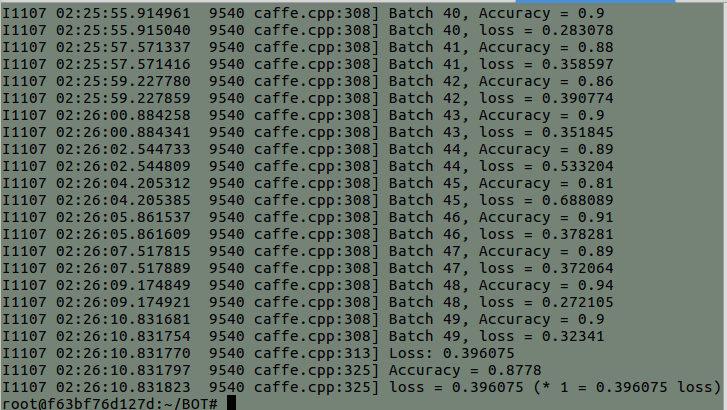 I1107 02:25:55.914961  9540 caffe.cpp:308] Batch 40, Accuracy = 0.9
I1107 02:25:55.915040  9540 caffe.cpp:308] Batch 40, loss = 0.283078
I1107 02:25:57.571337  9540 caffe.cpp:308] Batch 41, Accuracy = 0.88
I1107 02:25:57.571416  9540 caffe.cpp:308] Batch 41, loss = 0.358597
I1107 02:25:59.227780  9540 caffe.cpp:308] Batch 42, Accuracy = 0.86
I1107 02:25:59.227859  9540 caffe.cpp:308] Batch 42, loss = 0.390774
I1107 02:26:00.884258  9540 caffe.cpp:308] Batch 43, Accuracy = 0.9
I1107 02:26:00.884341  9540 caffe.cpp:308] Batch 43, loss = 0.351845
I1107 02:26:02.544733  9540 caffe.cpp:308] Batch 44, Accuracy = 0.89
I1107 02:26:02.544809  9540 caffe.cpp:308] Batch 44, loss = 0.533204
I1107 02:26:04.205312  9540 caffe.cpp:308] Batch 45, Accuracy = 0.81
I1107 02:26:04.205385  9540 caffe.cpp:308] Batch 45, loss = 0.688089
I1107 02:26:05.861537  9540 caffe.cpp:308] Batch 46, Accuracy = 0.91
I1107 02:26:05.861609  9540 caffe.cpp:308] Batch 46, loss = 0.378281
I1107 02:26:07.517815  9540 caffe.cpp:308] Batch 47, Accuracy = 0.89
I1107 02:26:07.517889  9540 caffe.cpp:308] Batch 47, loss = 0.372064
I1107 02:26:09.174849  9540 caffe.cpp:308] Batch 48, Accuracy = 0.94
I1107 02:26:09.174921  9540 caffe.cpp:308] Batch 48, loss = 0.272105
I1107 02:26:10.831681  9540 caffe.cpp:308] Batch 49, Accuracy = 0.9
I1107 02:26:10.831754  9540 caffe.cpp:308] Batch 49, loss = 0.32341
I1107 02:26:10.831770  9540 caffe.cpp:313] Loss: 0.396075
I1107 02:26:10.831797  9540 caffe.cpp:325] Accuracy = 0.8778
I1107 02:26:10.831823  9540 caffe.cpp:325] loss = 0.396075 (* 1 = 0.396075 loss)
root@f63bf76d127d:~/BOT#